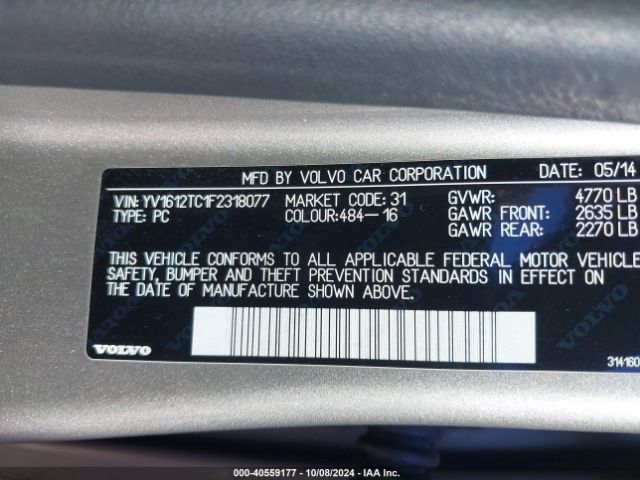 MFD BY VOLVO CAR CORPORATION DATE: 05/14
VIN: YV1612TC1F2318077 MARKET CODE: 31 GVWR: 4770 LB
TYPE: PC COLOUR: 484-16 GAWR FRONT: 2635 LB
GAWR REAR: 2270 LB
THIS VEHICLE CONFORMS TO ALL APPLICABLE FEDERAL MOTOR VEHICLE
SAFETY, BUMPER AND THEFT PREVENTION STANDARDS IN EFFECT ON
THE DATE OF MANUFACTURE SHOWN ABOVE.
VOLVO
314160
000-40559177 - 10/08/2024 - IAA Inc.